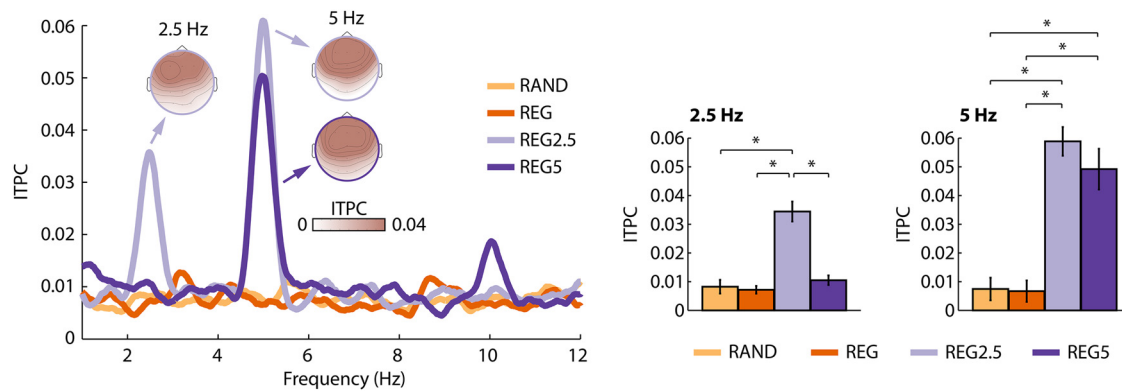 2.5 Hz
5 Hz
0.06
0.05
0.04
0.03
0.02
0.01
0
ITPC
RAND
REG
REG2.5
REG5
ITPC
0 0.04
2 4 6 8 10 12
Frequency (Hz)
2.5 Hz
0.06
0.05
0.04
0.03
0.02
0.01
0
ITPC
*
* *
5 Hz
0.06
0.05
0.04
0.03
0.02
0.01
0
ITPC
*
*
*
*
RAND REG REG2.5 REG5